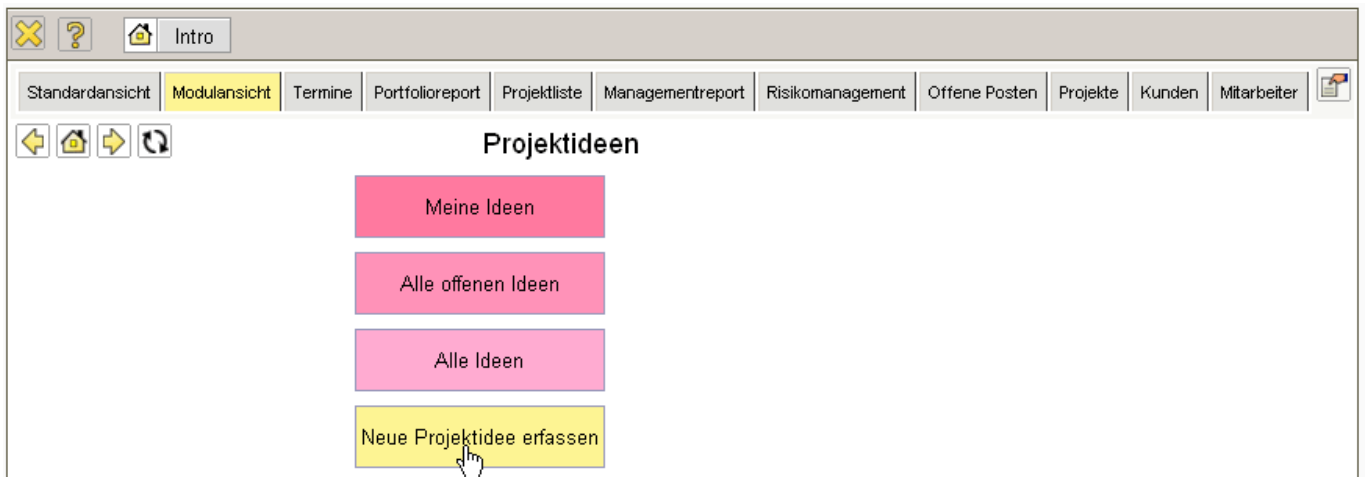 Intro
Standardansicht Modulansicht Termine Portfolioreport Projektliste Managementreport Risikomanagement Offene Posten Projekte Kunden Mitarbeiter
Projektideen
Meine Ideen
Alle offenen Ideen
Alle Ideen
Neue Projektidee erfassen